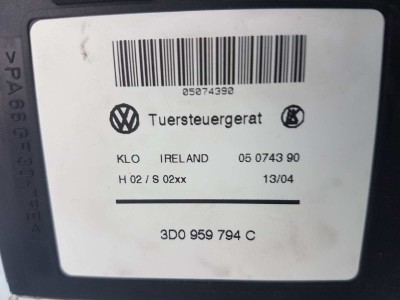 05074390
Tuersteuergerat
KLO IRELAND 05 0743 90
H 02 / S 02xx 13/04
3D0 959 794 C